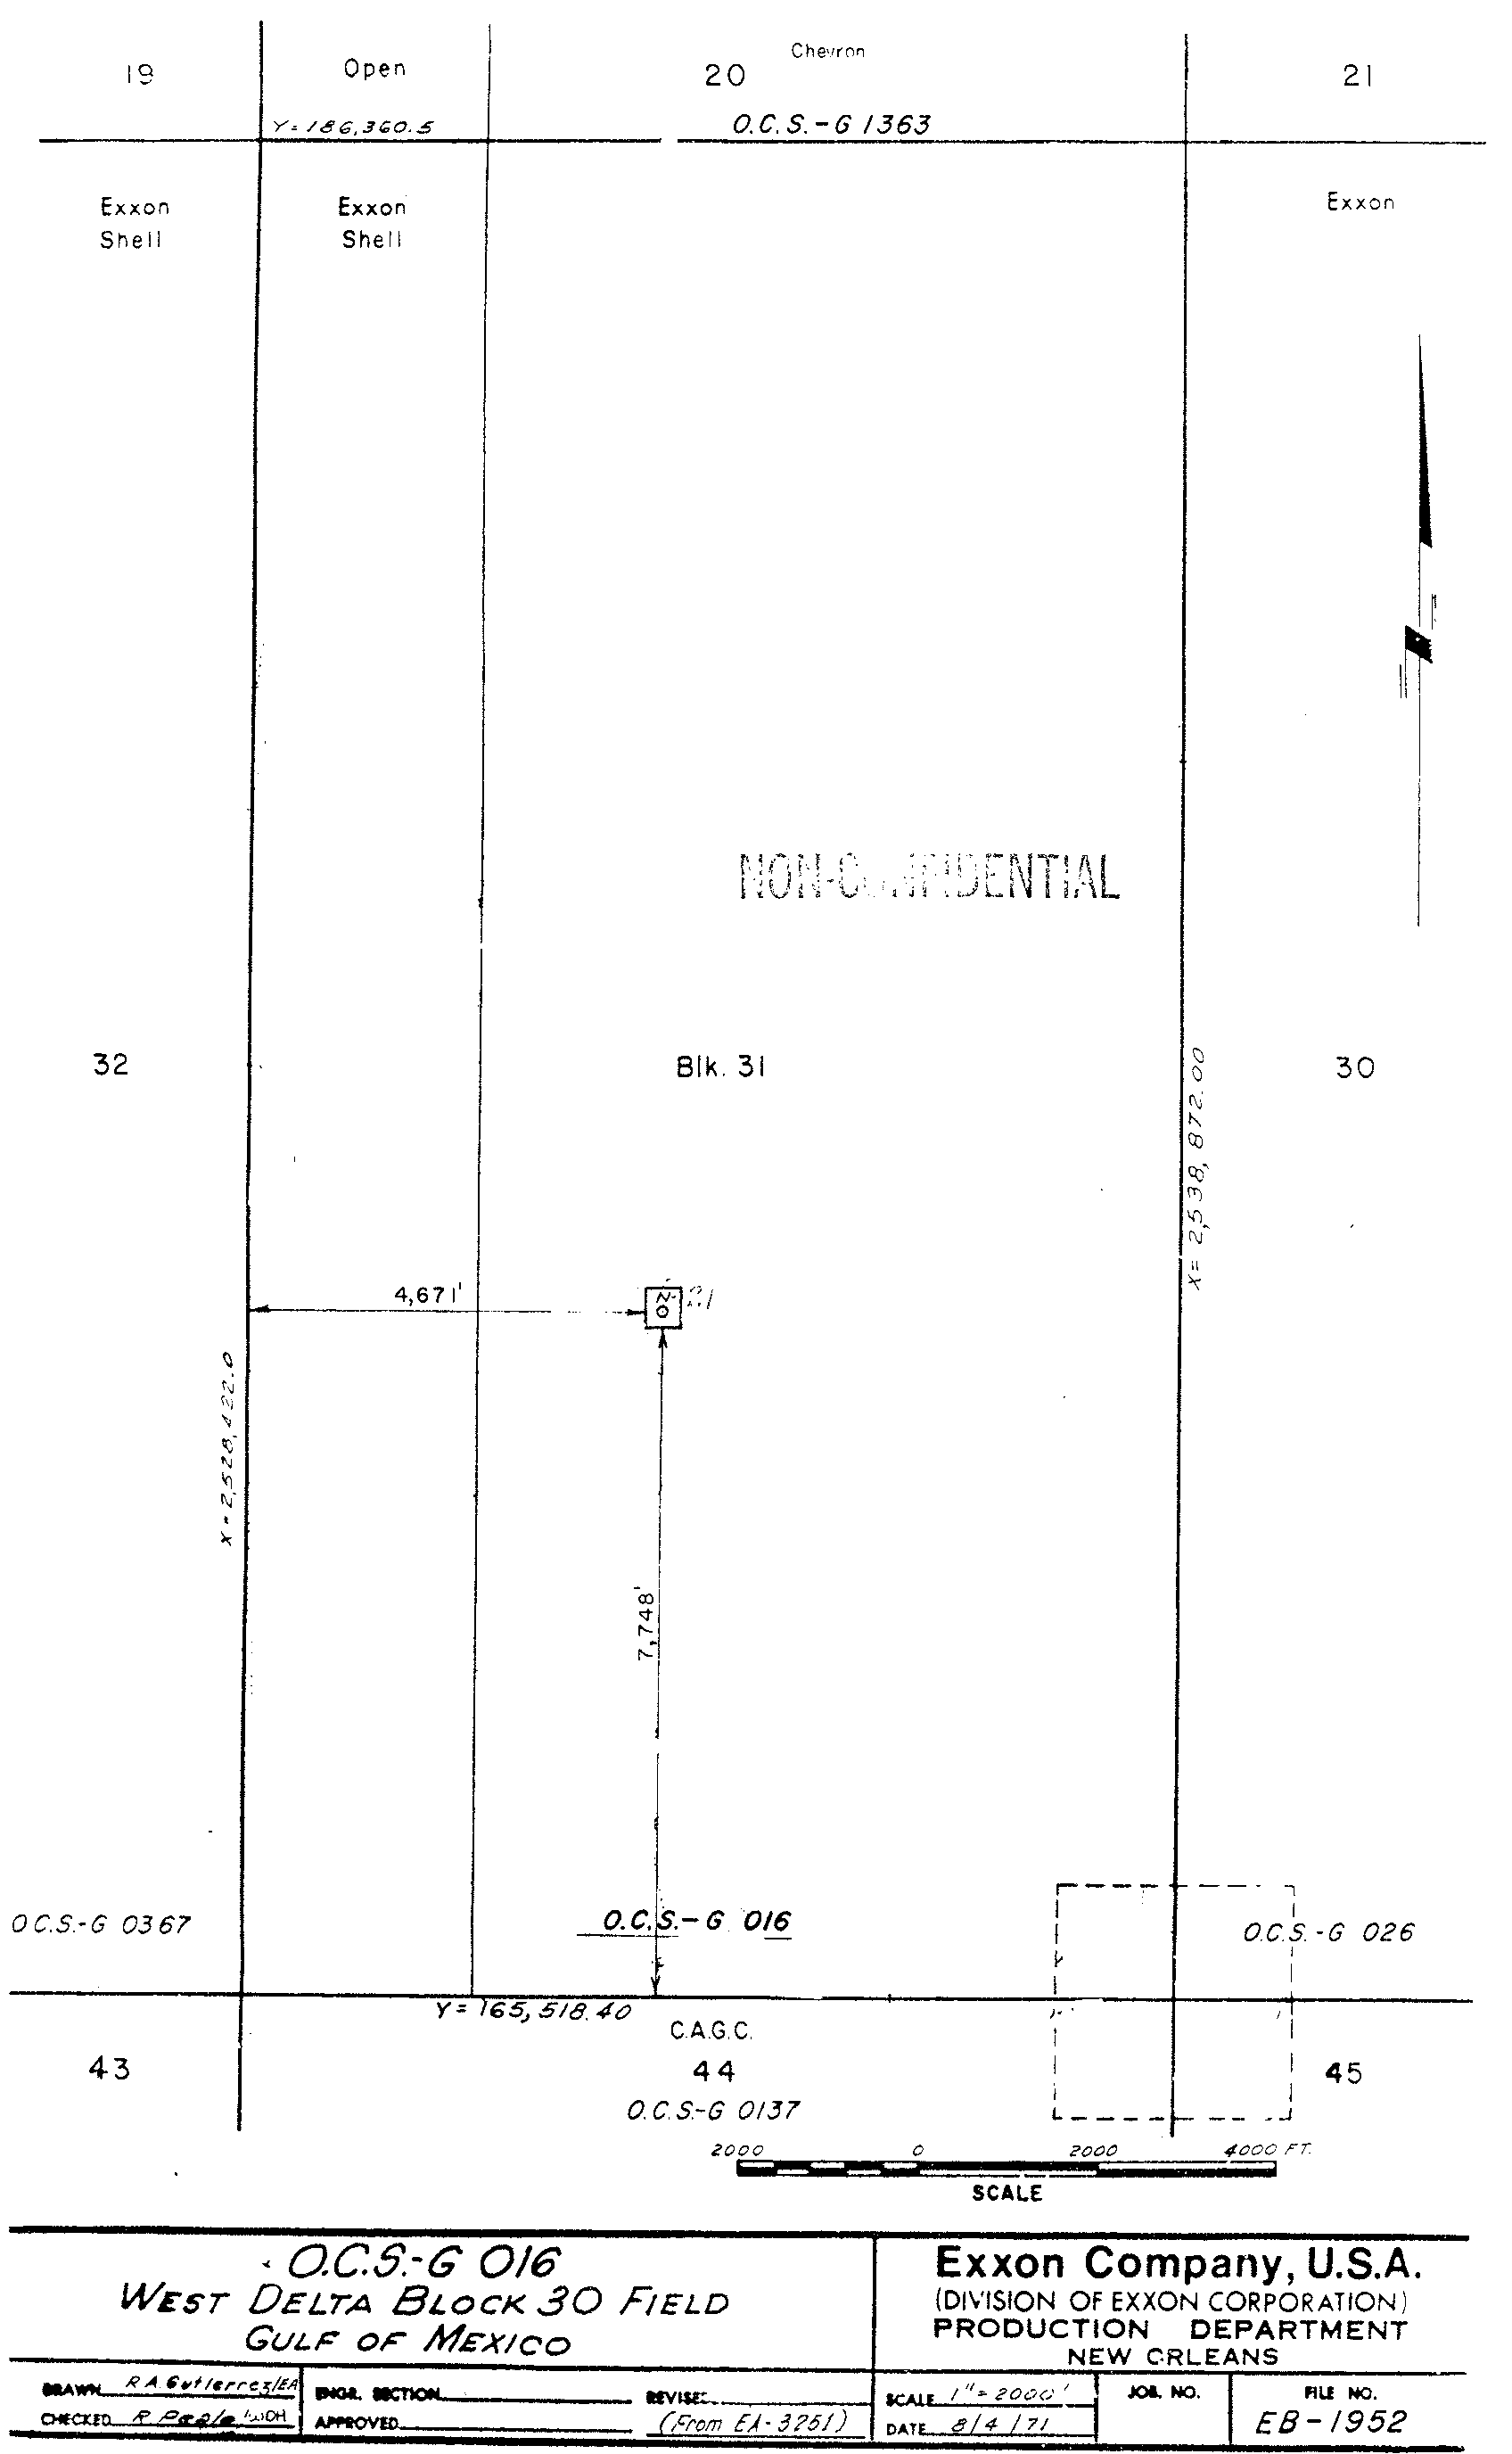 19
Open
20
Chevron
21
Y=186,360.5
O.C.S.-G 1363
Exxon
Shell
Exxon
Shell
Exxon
NON-CONFIDENTIAL
32
Blk. 31
30
X= 2,538,872.00
4,671'
N
O
21
X=2,528,422.0
7,748'
O.C.S.-G 0367
O.C.S.-G 016
O.C.S.-G 026
Y=165,518.40
C.A.G.C.
43
44
45
O.C.S.-G 0137
2000 0 2000 4000 FT.
SCALE
O.C.S.-G 016
WEST DELTA BLOCK 30 FIELD
GULF OF MEXICO
Exxon Company, U.S.A.
(DIVISION OF EXXON CORPORATION)
PRODUCTION DEPARTMENT
NEW ORLEANS
DRAWN R.A. Gutierrez/EA
CHECKED /WDH
ENGR. SECTION
APPROVED
REVISED
(From EA-3251)
SCALE 1"=2000'
DATE 8/4/71
JOB. NO.
FILE NO.
EB-1952